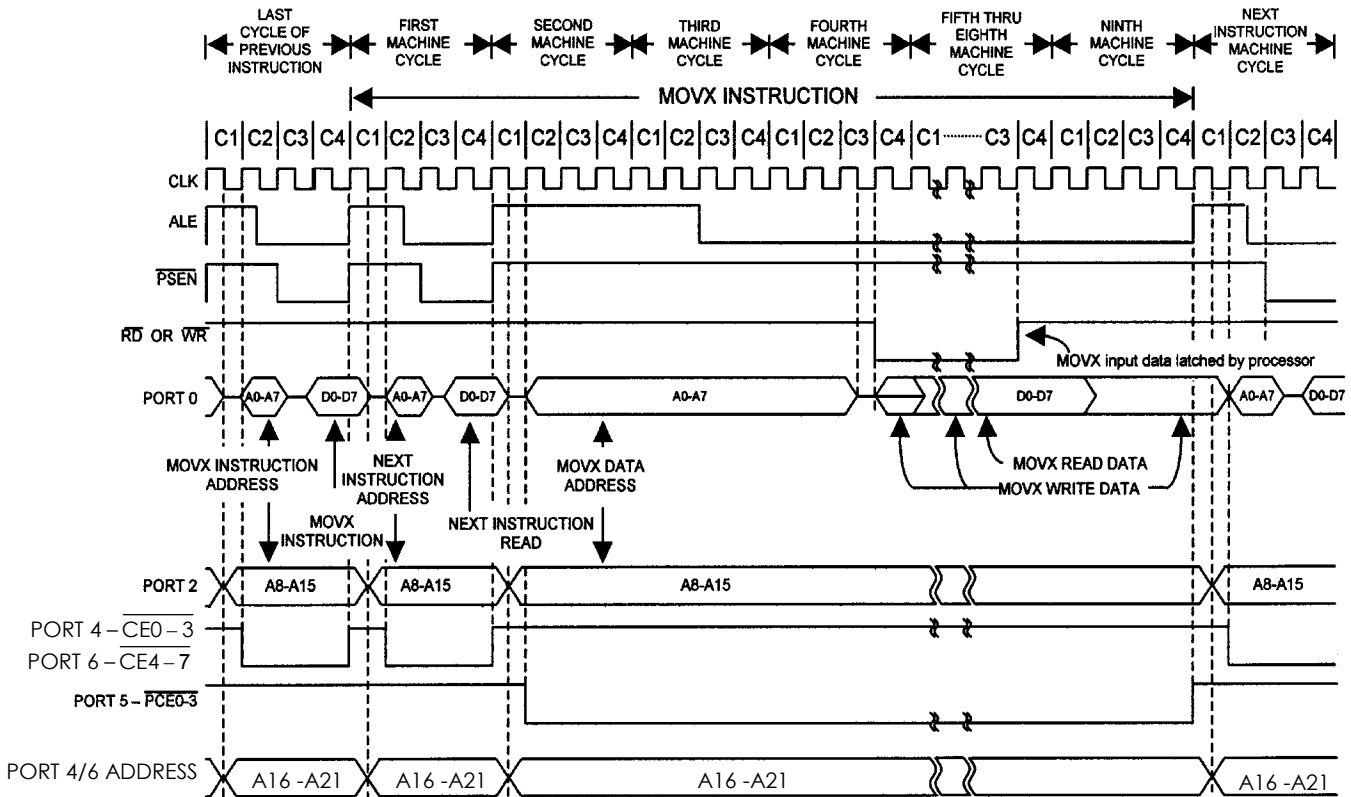 LAST
CYCLE OF
PREVIOUS
INSTRUCTION
FIRST
MACHINE
CYCLE
SECOND
MACHINE
CYCLE
THIRD
MACHINE
CYCLE
FOURTH
MACHINE
CYCLE
FIFTH THRU
EIGHTH
MACHINE
CYCLE
NINTH
MACHINE
CYCLE
NEXT
INSTRUCTION
MACHINE
CYCLE
MOVX INSTRUCTION
C1 C2 C3 C4 C1 C2 C3 C4 C1 C2 C3 C4 C1 C2 C3 C4 C1 C2 C3 C4 C1 ········ C3 C4 C1 C2 C3 C4 C1 C2 C3 C4
CLK
ALE
PSEN
RD OR WR
MOVX input data latched by processor
PORT 0 A0-A7 D0-D7 A0-A7 D0-D7 A0-A7 D0-D7 A0-A7 D0-D7
MOVX INSTRUCTION
ADDRESS
NEXT
INSTRUCTION
ADDRESS
MOVX DATA
ADDRESS
MOVX READ DATA
MOVX WRITE DATA
MOVX
INSTRUCTION
NEXT INSTRUCTION
READ
PORT 2 A8-A15 A8-A15 A8-A15 A8-A15
PORT 4 – CE0 – 3
PORT 6 – CE4 – 7
PORT 5 – PCE0-3
PORT 4/6 ADDRESS A16 -A21 A16 -A21 A16 -A21 A16 -A21